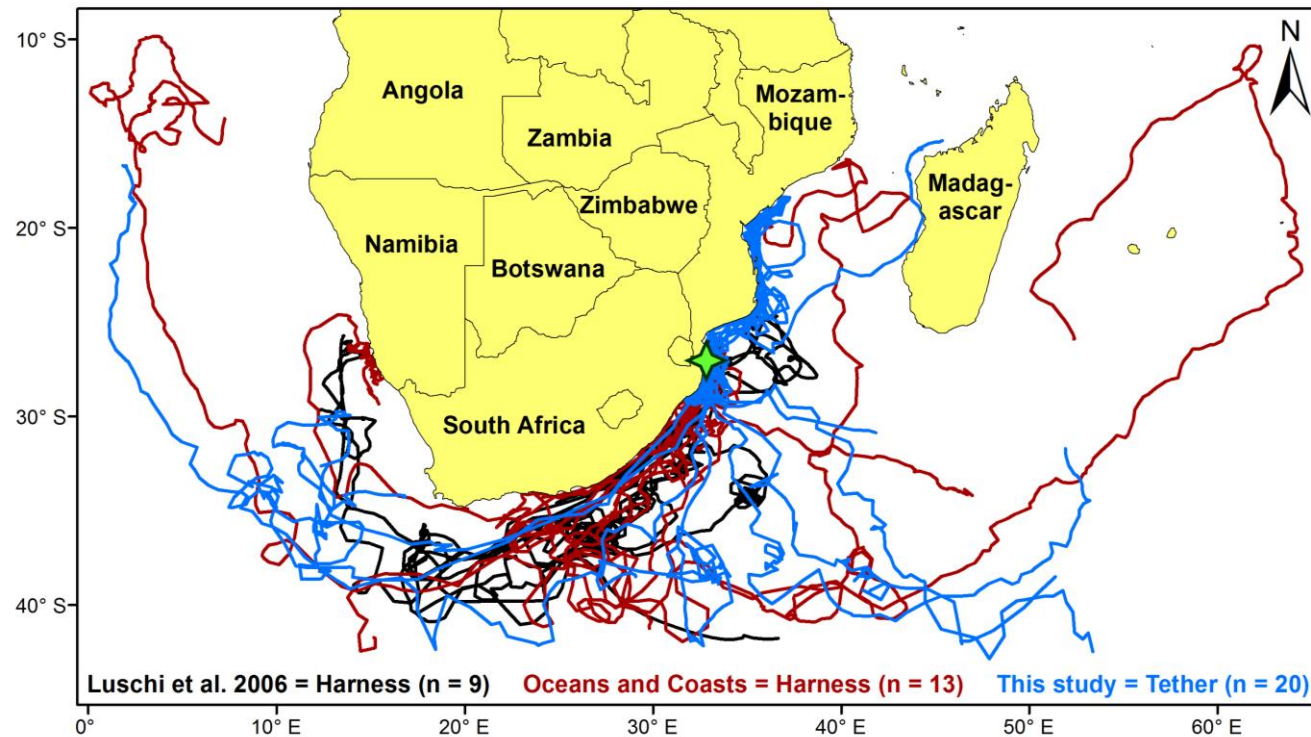 10° S
N
Angola
Mozam-
bique
Zambia
Madag-
ascar
20° S
Zimbabwe
Namibia
Botswana
30° S
South Africa
40° S
Luschi et al. 2006 = Harness (n = 9) Oceans and Coasts = Harness (n = 13) This study = Tether (n = 20)
0° 10° E 20° E 30° E 40° E 50° E 60° E